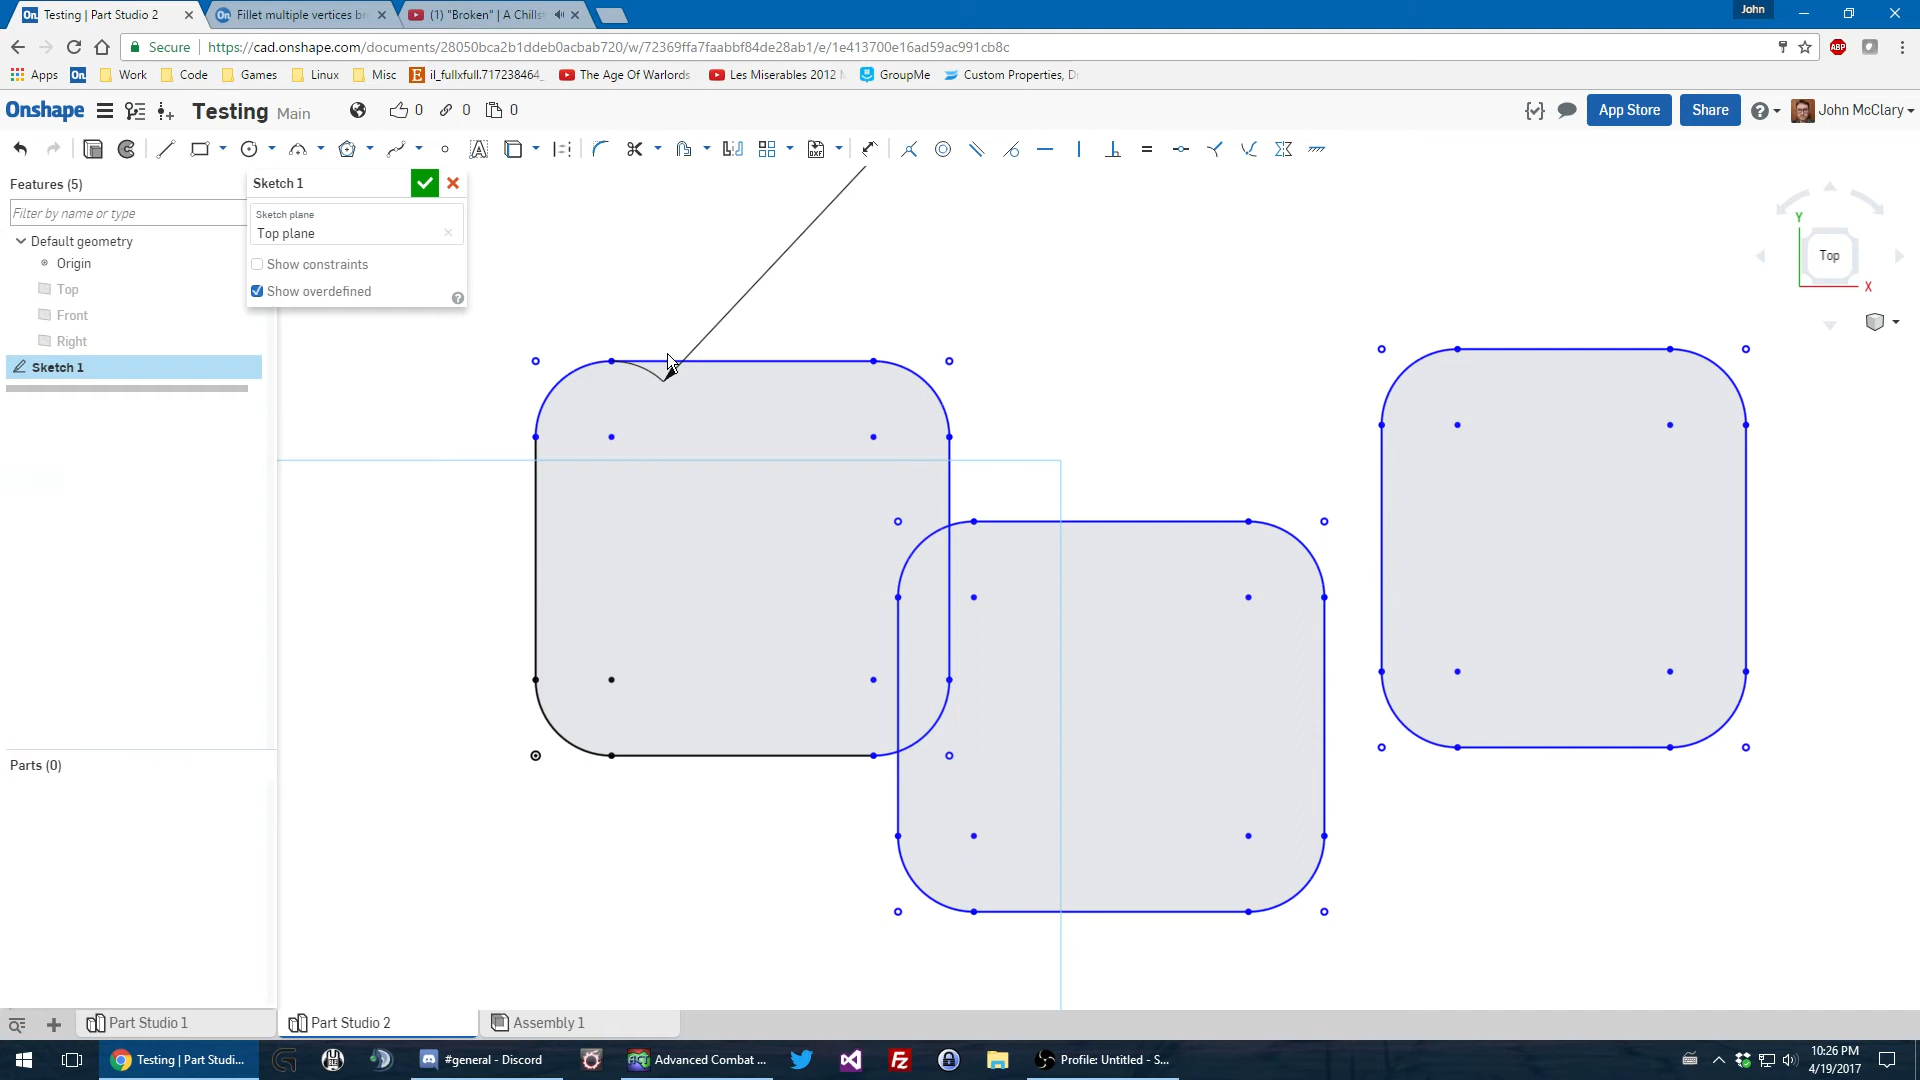 Testing | Part Studio 2
Fillet multiple vertices br
(1) "Broken" | A Chills
John
Secure
https://cad.onshape.com/documents/28050bca2b1ddeb0acbab720/w/72369ffa7faabbf84de28ab1/e/1e413700e16ad59ac991cb8c
ABP
Apps
On
Work
Code
Games
Linux
Misc
il_fullxfull.717238464_
The Age Of Warlords
Les Miserables 2012
GroupMe
Custom Properties, D
Onshape
Testing Main
0
0
0
App Store
Share
John McClary
Features (5)
Filter by name or type
Default geometry
Origin
Top
Front
Right
Sketch 1
Sketch 1
Sketch plane
Top plane
Show constraints
Show overdefined
Y
Top
X
Parts (0)
Part Studio 1
Part Studio 2
Assembly 1
Testing | Part Studi...
#general - Discord
Advanced Combat ...
Profile: Untitled - S...
10:26 PM
4/19/2017